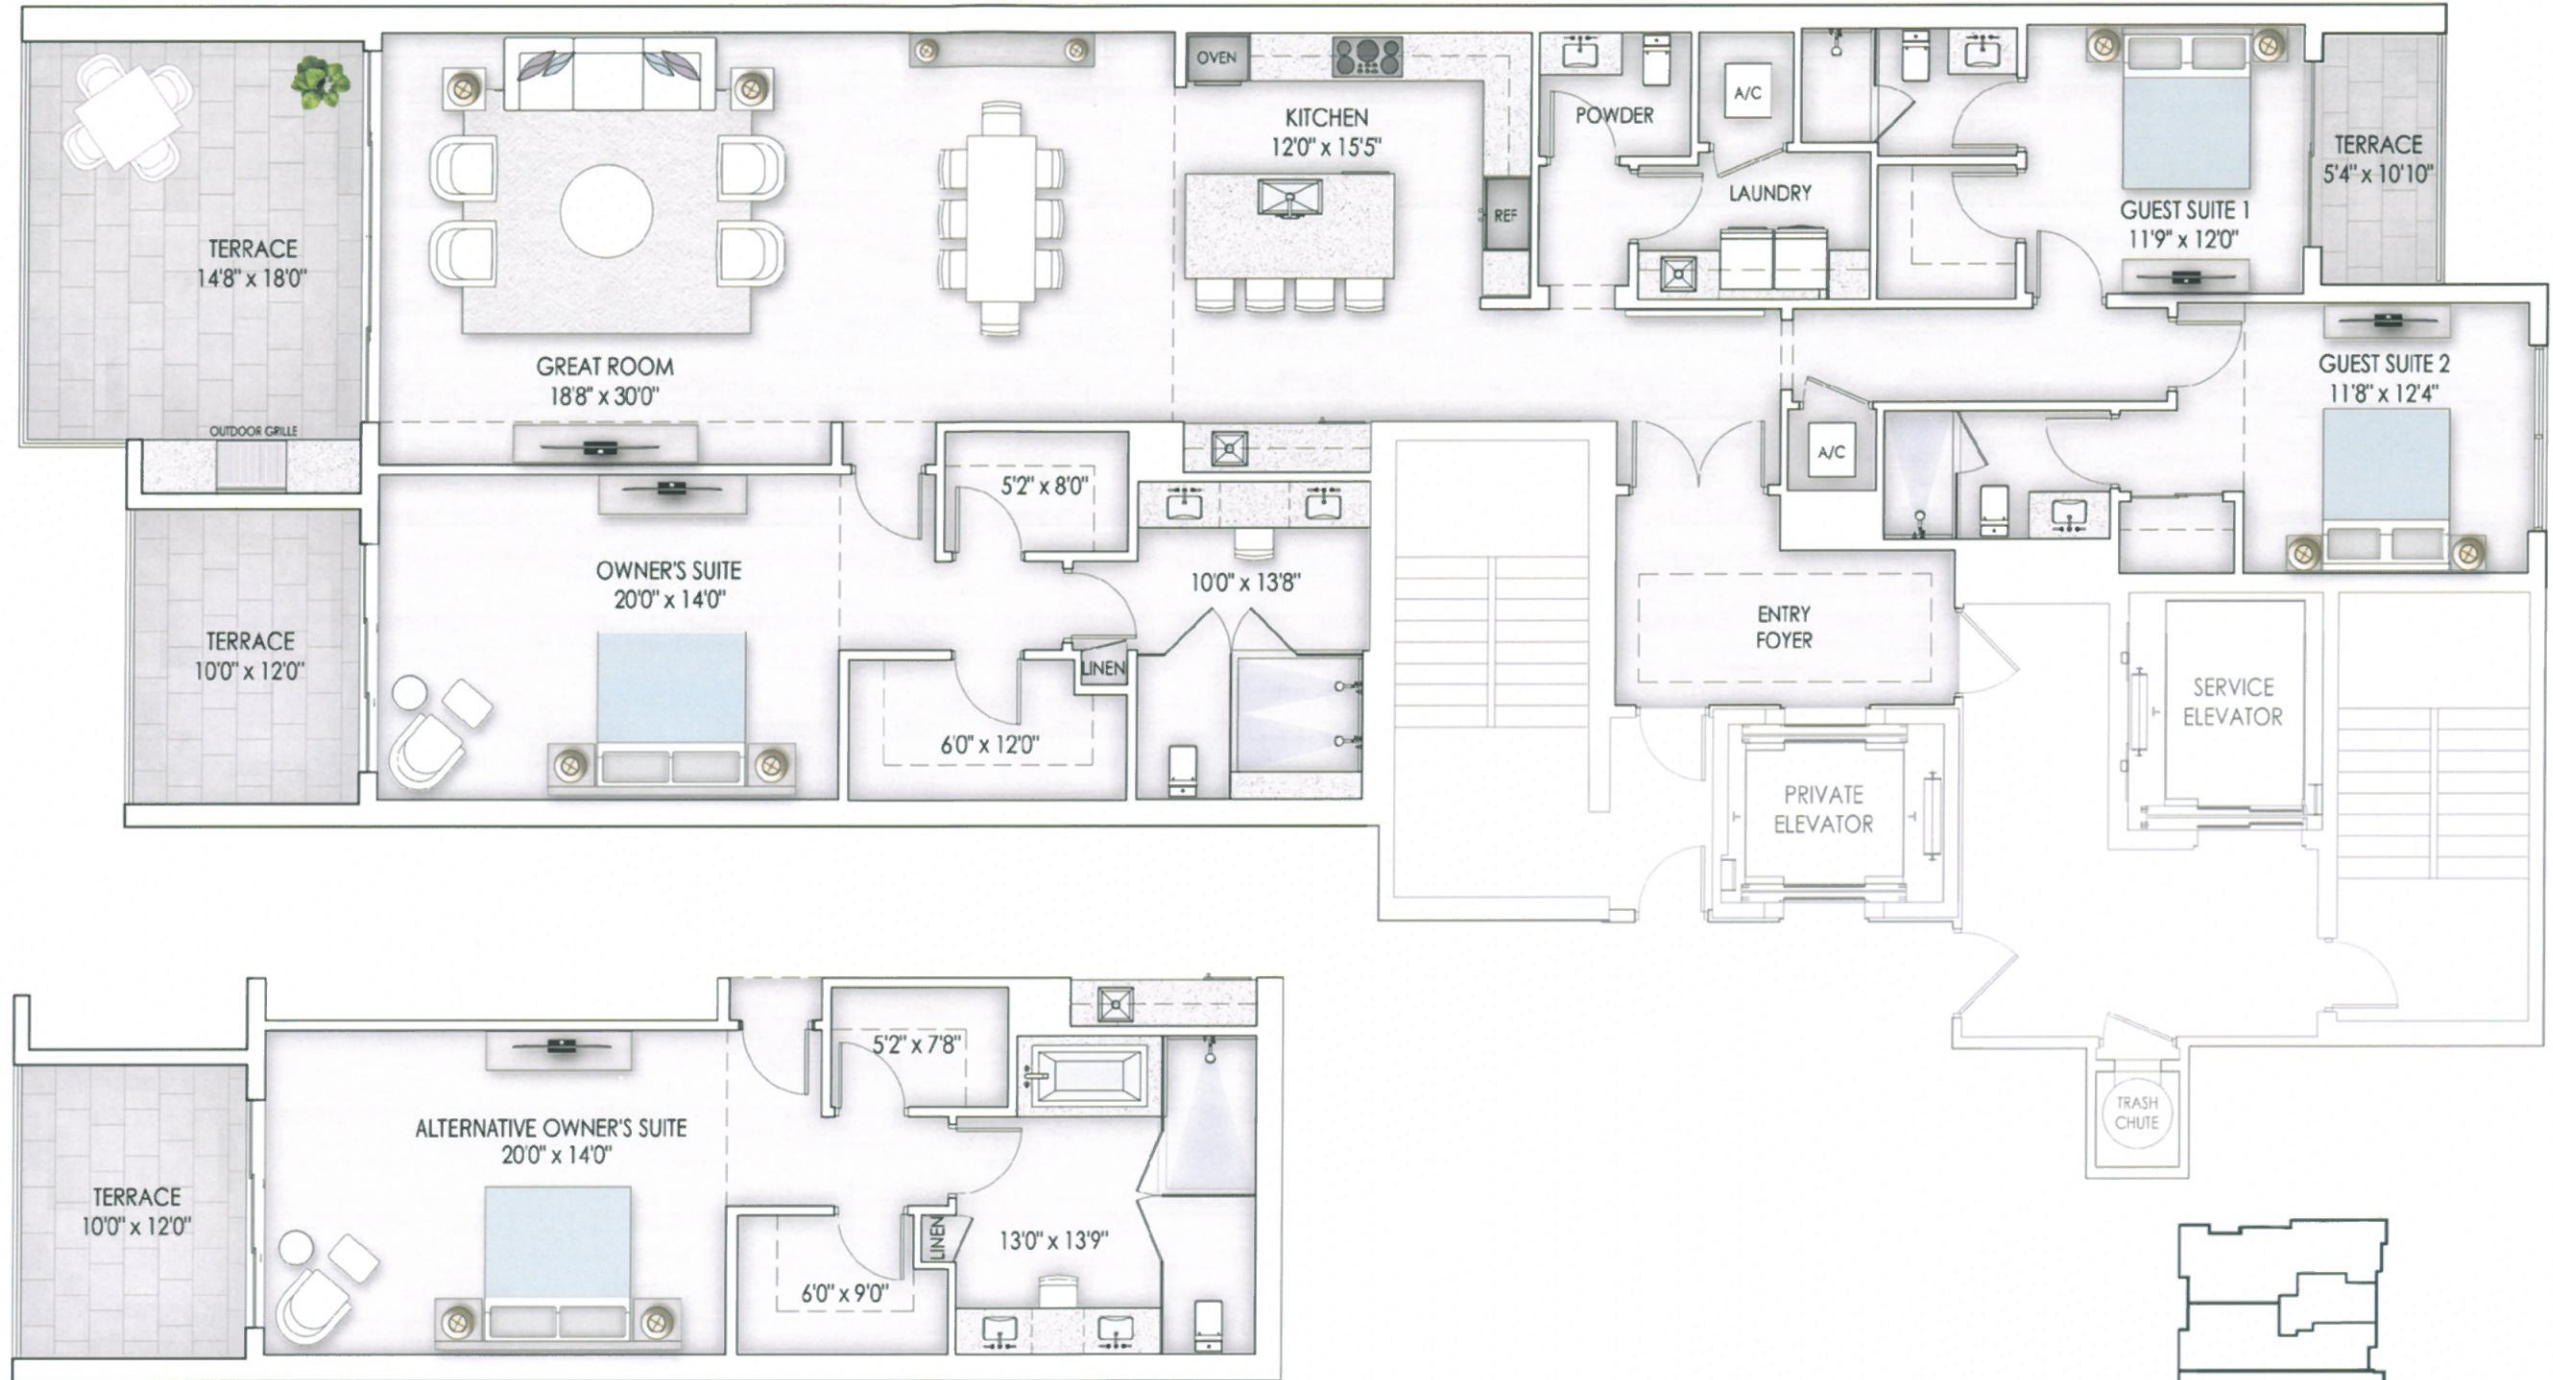 TERRACE
14'8" x 18'0"
OUTDOOR GRILLE
GREAT ROOM
18'8" x 30'0"
OVEN
KITCHEN
12'0" x 15'5"
REF
POWDER
A/C
LAUNDRY
GUEST SUITE 1
11'9" x 12'0"
TERRACE
5'4" x 10'10"
GUEST SUITE 2
11'8" x 12'4"
A/C
TERRACE
10'0" x 12'0"
OWNER'S SUITE
20'0" x 14'0"
5'2" x 8'0"
10'0" x 13'8"
LINEN
6'0" x 12'0"
ENTRY
FOYER
PRIVATE
ELEVATOR
SERVICE
ELEVATOR
TRASH
CHUTE
TERRACE
10'0" x 12'0"
ALTERNATIVE OWNER'S SUITE
20'0" x 14'0"
5'2" x 7'8"
LINEN
13'0" x 13'9"
6'0" x 9'0"